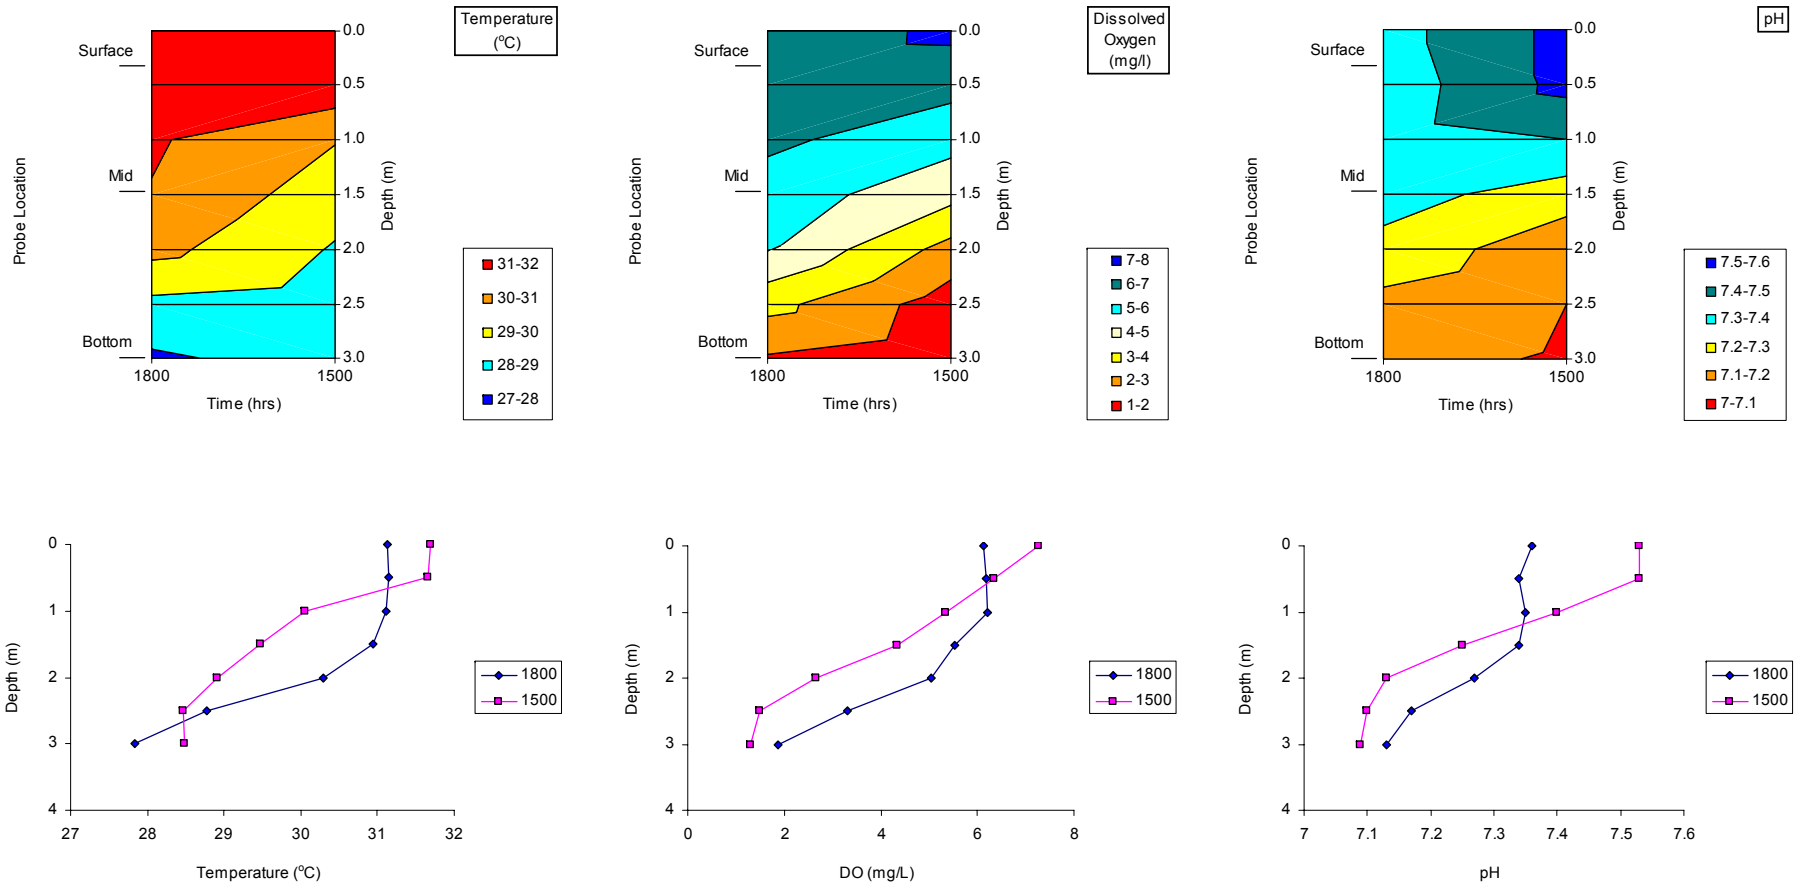 Temperature
(°C)
Surface
Mid
Bottom
Probe Location
0.0
0.5
1.0
1.5
2.0
2.5
3.0
Depth (m)
1800
1500
Time (hrs)
31-32
30-31
29-30
28-29
27-28
Dissolved
Oxygen
(mg/l)
Surface
Mid
Bottom
Probe Location
0.0
0.5
1.0
1.5
2.0
2.5
3.0
Depth (m)
1800
1500
Time (hrs)
7-8
6-7
5-6
4-5
3-4
2-3
1-2
pH
Surface
Mid
Bottom
Probe Location
0.0
0.5
1.0
1.5
2.0
2.5
3.0
Depth (m)
1800
1500
Time (hrs)
7.5-7.6
7.4-7.5
7.3-7.4
7.2-7.3
7.1-7.2
7-7.1
0
1
2
3
4
Depth (m)
27
28
29
30
31
32
Temperature (°C)
1800
1500
0
1
2
3
4
Depth (m)
0
2
4
6
8
DO (mg/L)
1800
1500
0
1
2
3
4
Depth (m)
7
7.1
7.2
7.3
7.4
7.5
7.6
pH
1800
1500